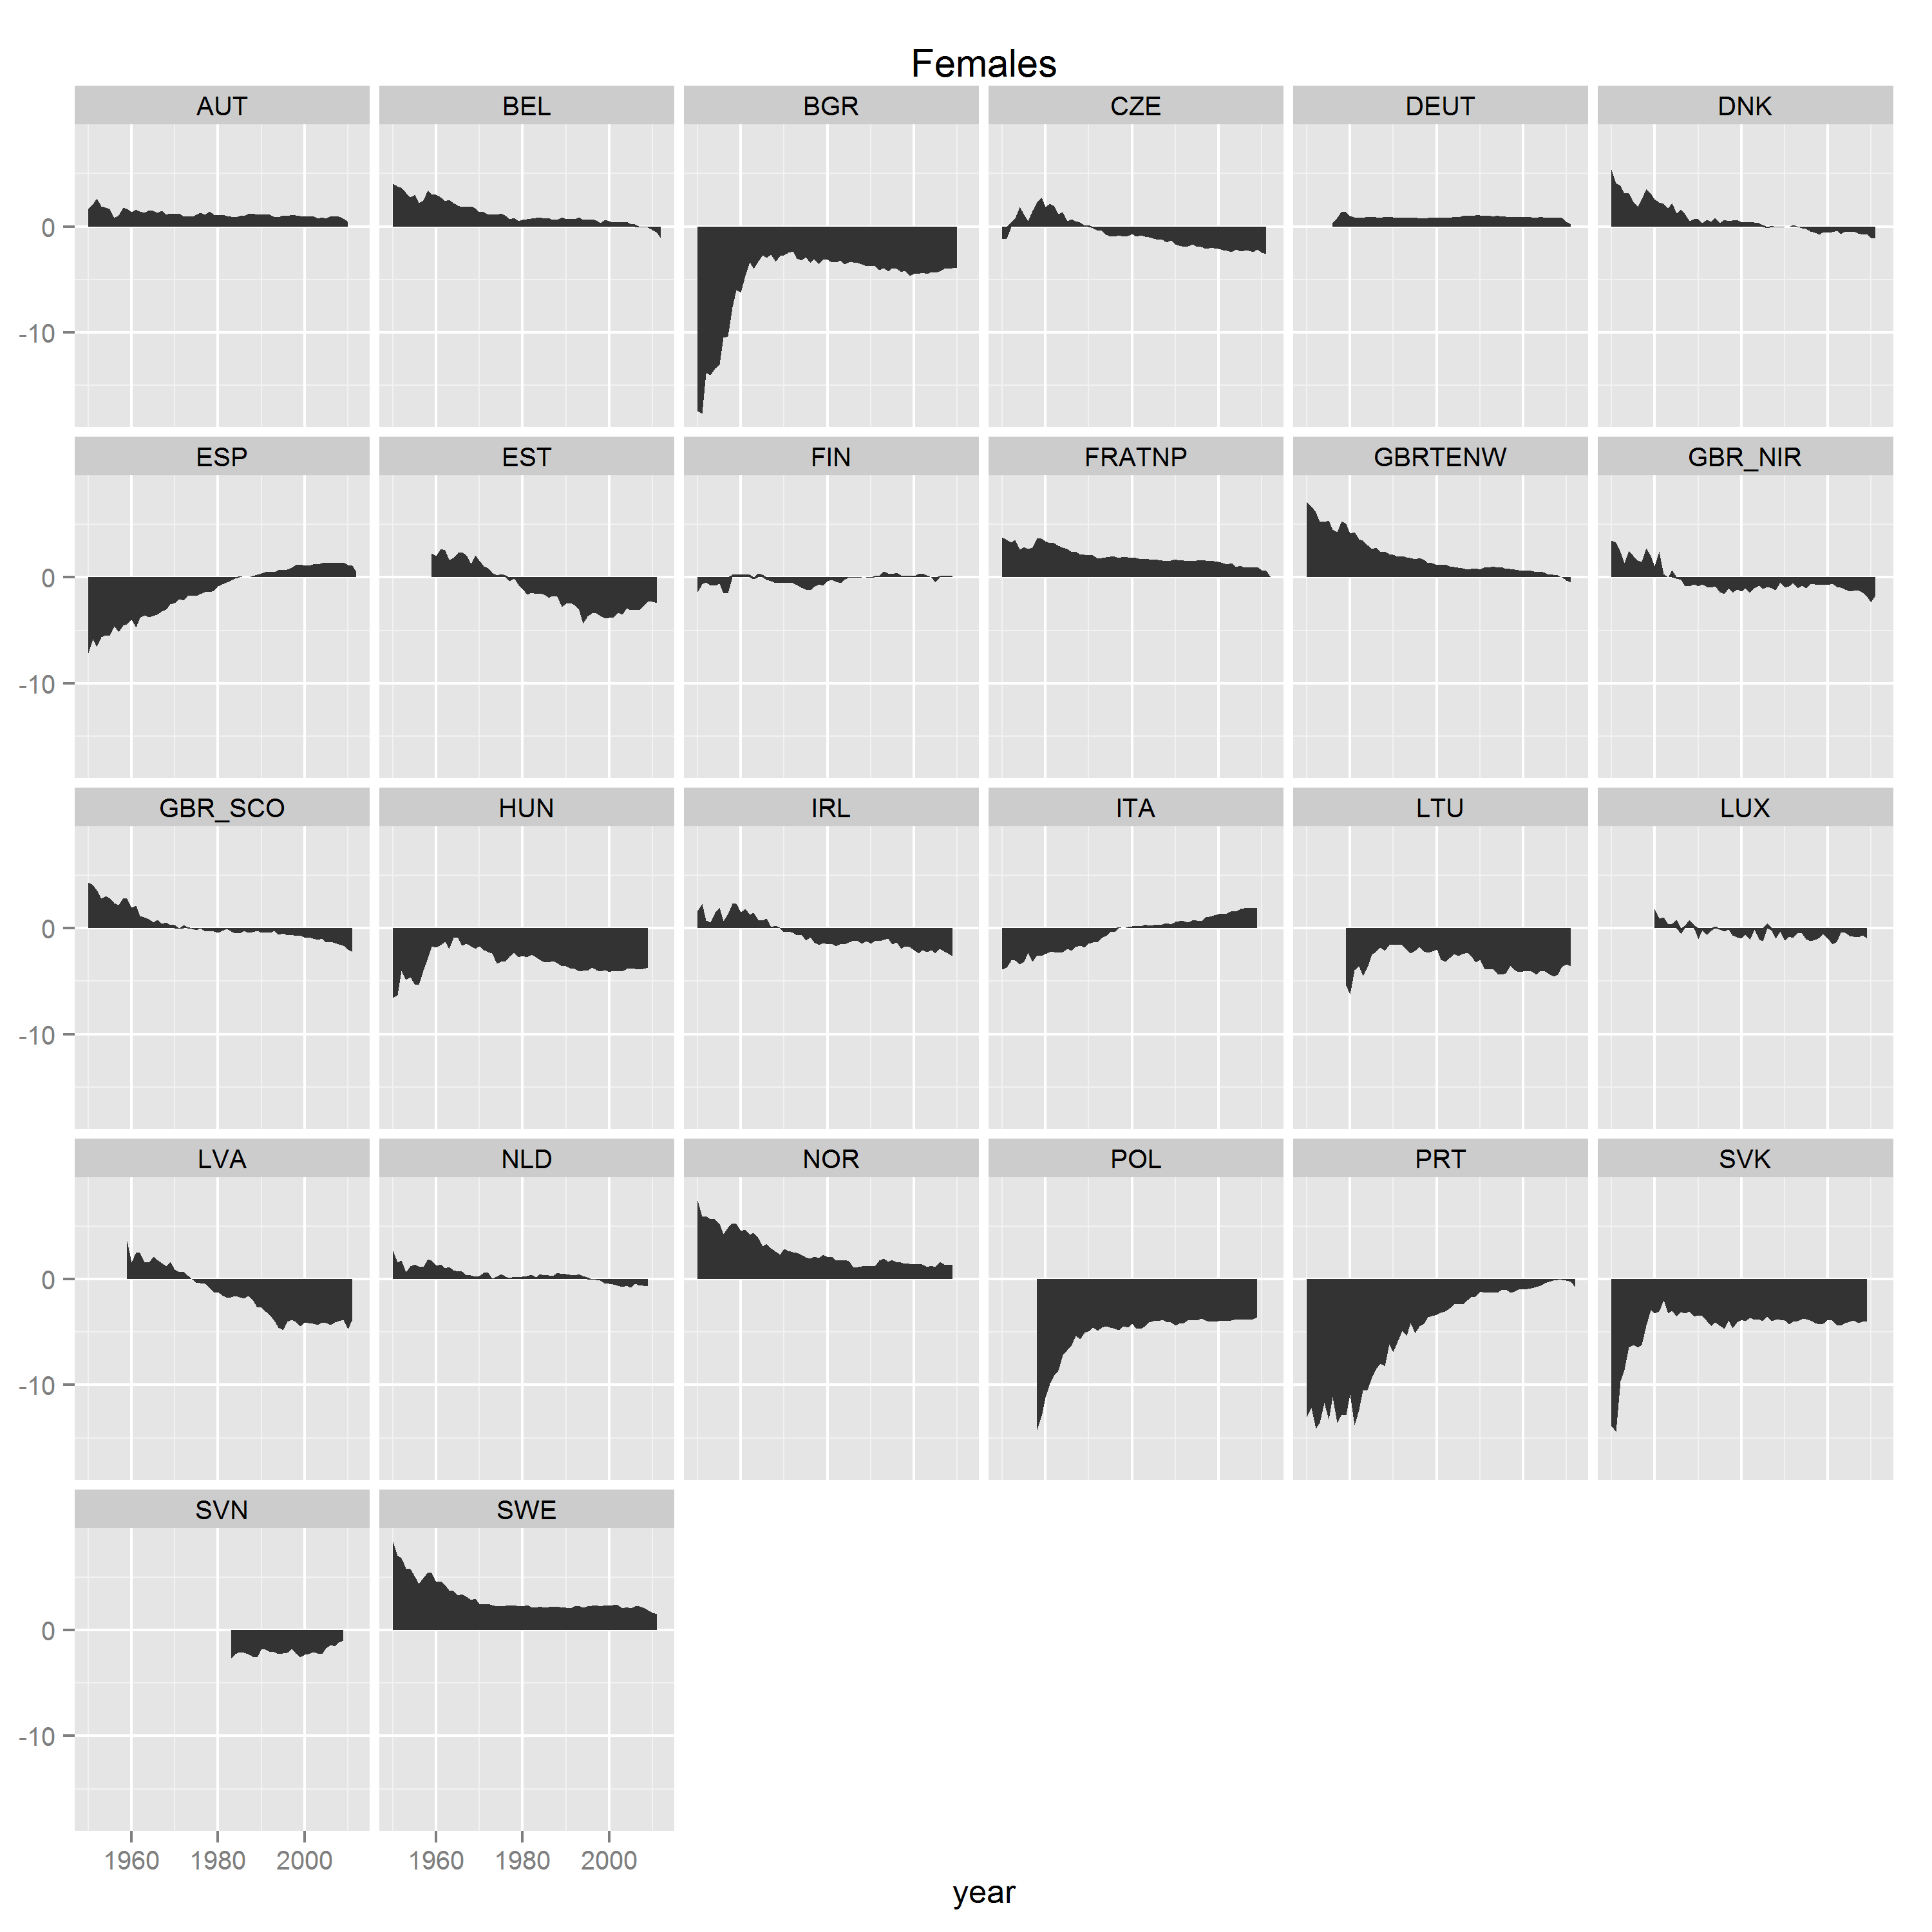 Females
AUT BEL BGR CZE DEUT DNK
0
-10
ESP EST FIN FRATNP GBRTENW GBR_NIR
0
-10
GBR_SCO HUN IRL ITA LTU LUX
0
-10
LVA NLD NOR POL PRT SVK
0
-10
SVN SWE
0
-10
1960 1980 2000 1960 1980 2000
year